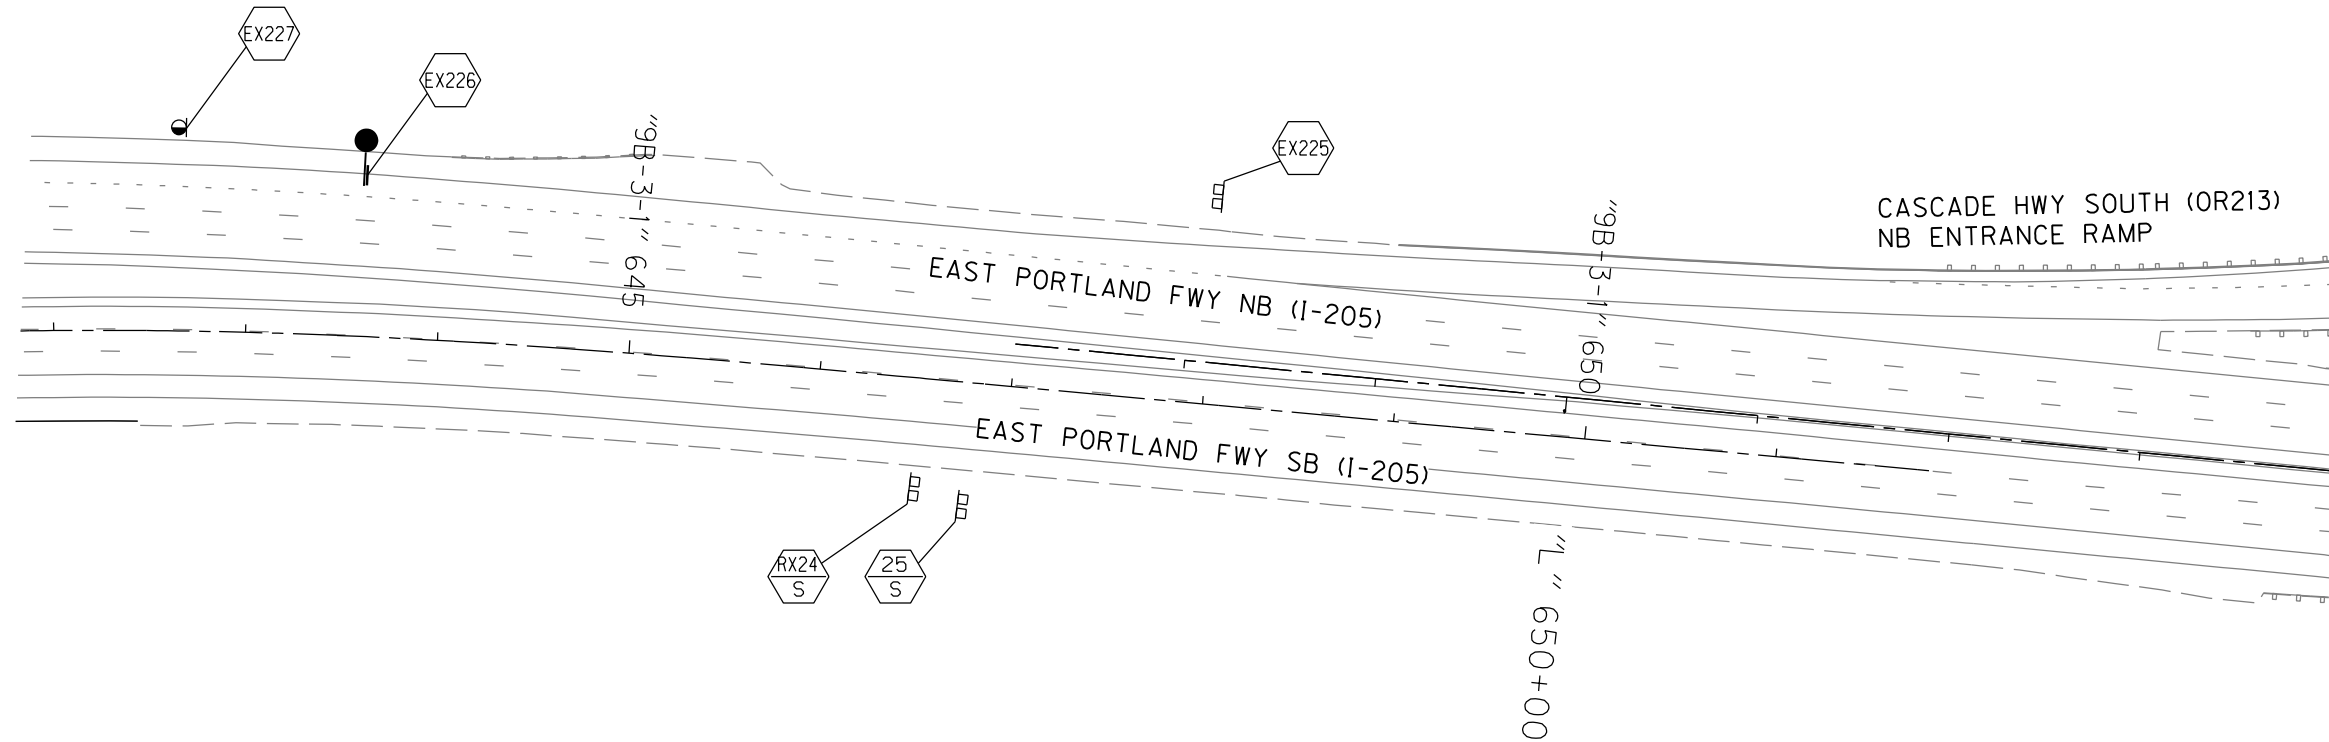 EX227
EX226
"9B-3-1" 645
EX225
"9B-3-1" 650
CASCADE HWY SOUTH (OR213)
NB ENTRANCE RAMP
EAST PORTLAND FWY NB (I-205)
EAST PORTLAND FWY SB (I-205)
RX24
S
25
S
"L" 650+00